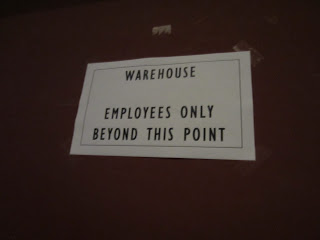 WAREHOUSE
EMPLOYEES ONLY
BEYOND THIS POINT